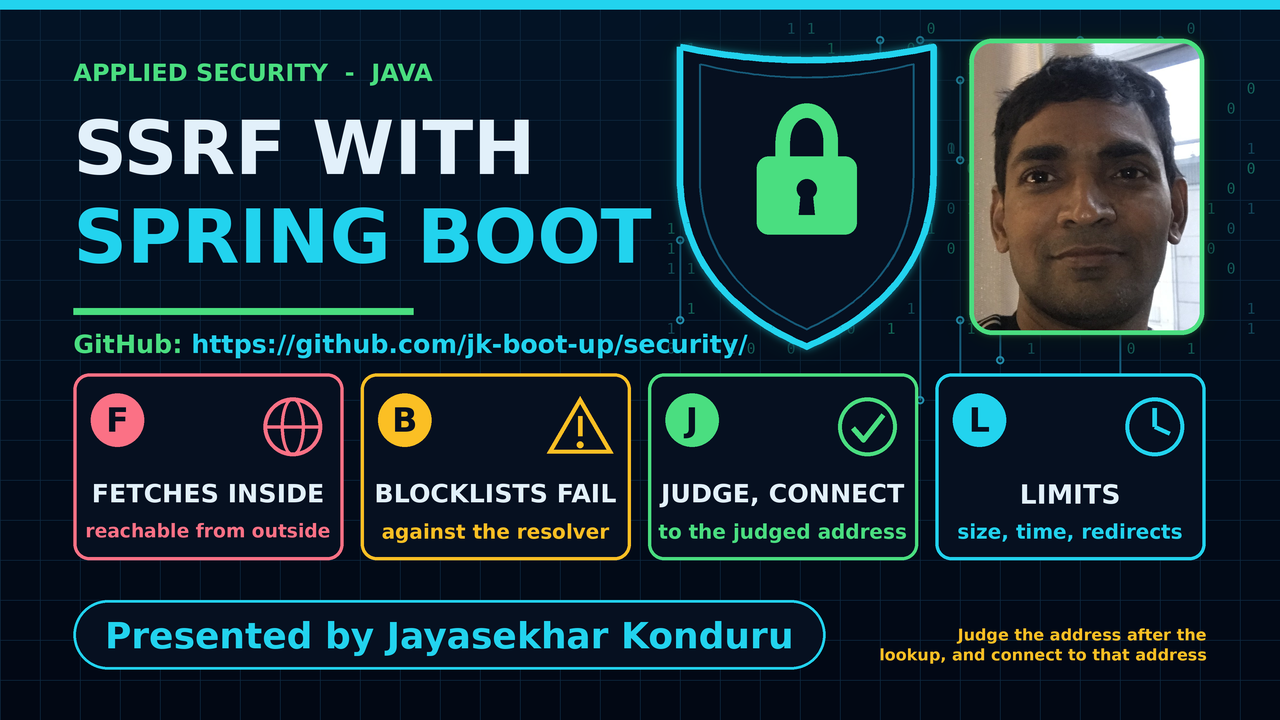 APPLIED SECURITY - JAVA
SSRF WITH
SPRING BOOT
GitHub: https://github.com/jk-boot-up/security/
F
FETCHES INSIDE
reachable from outside
B
BLOCKLISTS FAIL
against the resolver
J
JUDGE, CONNECT
to the judged address
L
LIMITS
size, time, redirects
Presented by Jayasekhar Konduru
Judge the address after the
lookup, and connect to that address